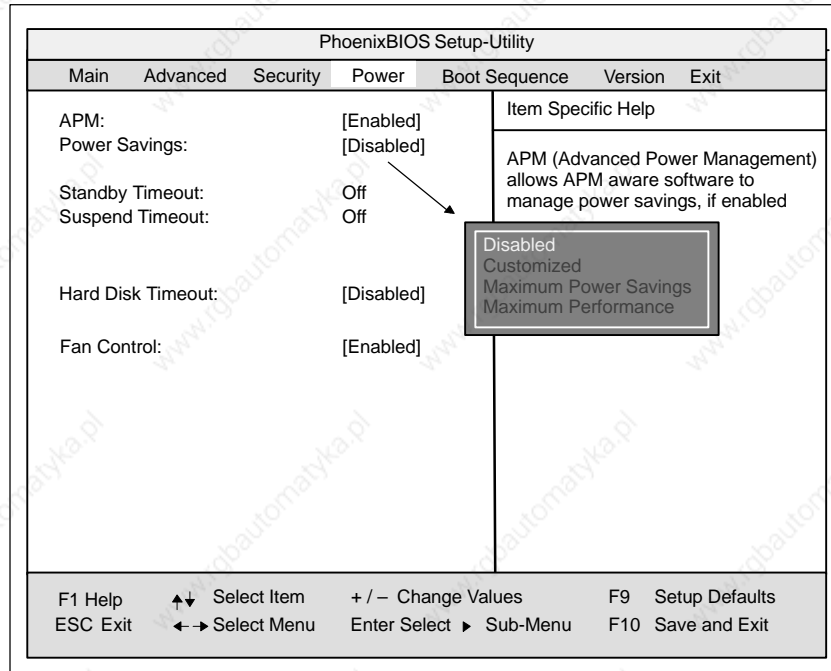 PhoenixBIOS Setup-Utility
Main Advanced Security Power Boot Sequence Version Exit
APM: [Enabled]
Power Savings: [Disabled]
Standby Timeout: Off
Suspend Timeout: Off
Hard Disk Timeout: [Disabled]
Fan Control: [Enabled]
Item Specific Help
APM (Advanced Power Management)
allows APM aware software to
manage power savings, if enabled
Disabled
Customized
Maximum Power Savings
Maximum Performance
F1 Help Select Item + / – Change Values F9 Setup Defaults
ESC Exit Select Menu Enter Select Sub-Menu F10 Save and Exit
www.rgbautomatyka.pl